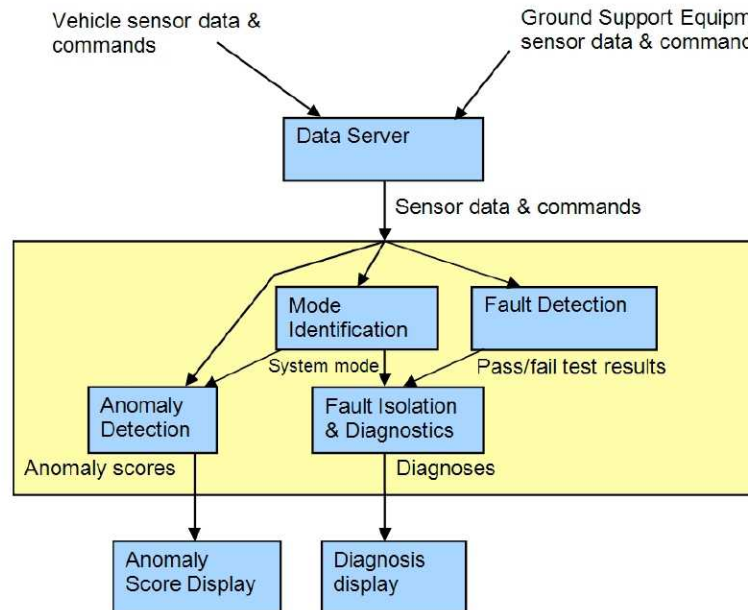 Vehicle sensor data &
commands
Ground Support Equipm
sensor data & command
Data Server
Sensor data & commands
Mode
Identification
Fault Detection
System mode
Pass/fail test results
Anomaly
Detection
Fault Isolation
& Diagnostics
Anomaly scores
Diagnoses
Anomaly
Score Display
Diagnosis
display